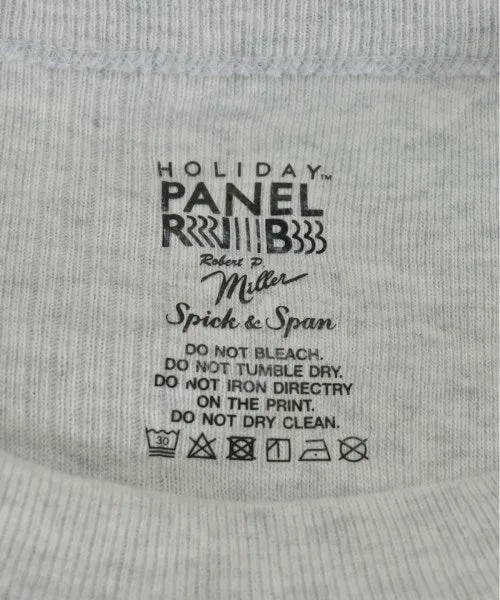 HOLIDAY™
PANEL
RIB
Robert P.
Miller
Spick & Span
DO NOT BLEACH.
DO NOT TUMBLE DRY.
DO NOT IRON DIRECTRY
ON THE PRINT.
DO NOT DRY CLEAN.
30